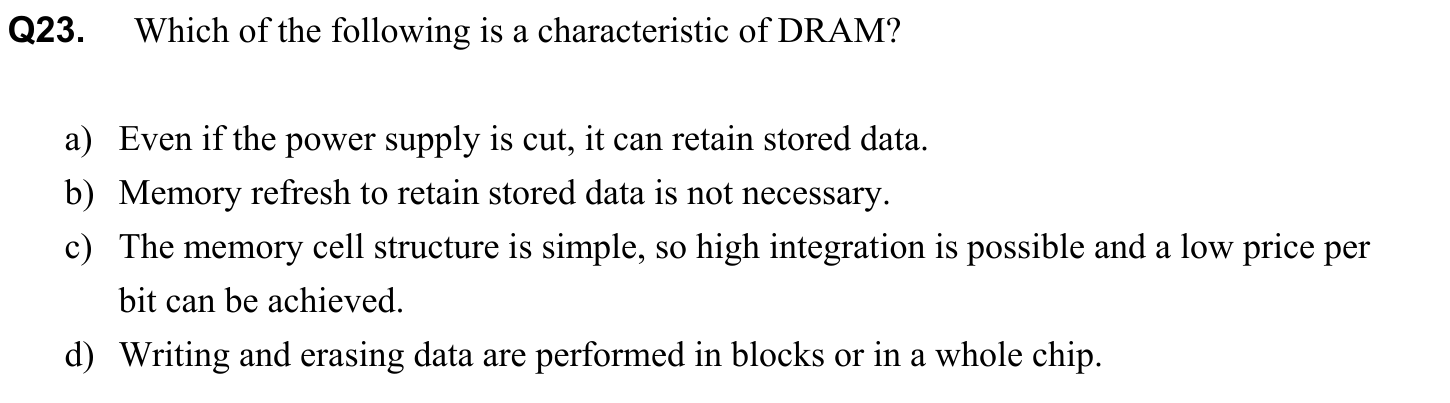 Q23. Which of the following is a characteristic of DRAM?
a) Even if the power supply is cut, it can retain stored data.
b) Memory refresh to retain stored data is not necessary.
c) The memory cell structure is simple, so high integration is possible and a low price per
bit can be achieved.
d) Writing and erasing data are performed in blocks or in a whole chip.